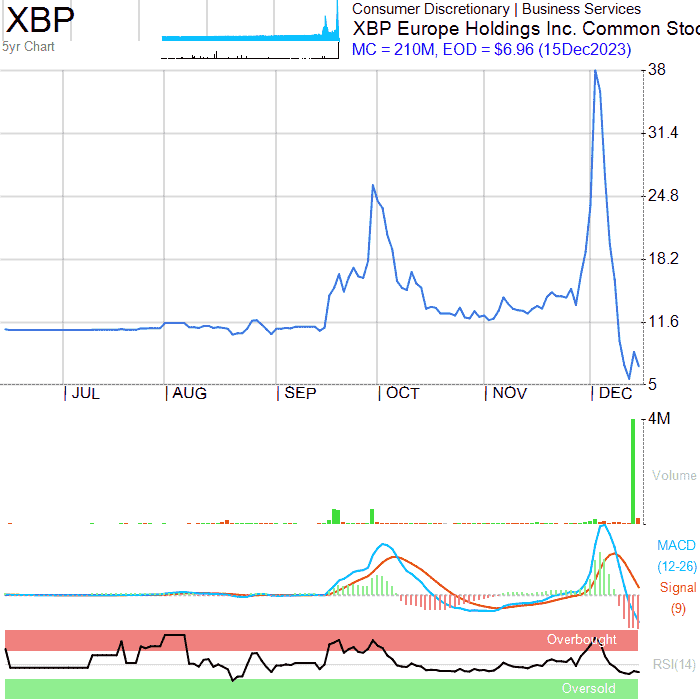 XBP
5yr Chart
Consumer Discretionary | Business Services
XBP Europe Holdings Inc. Common Stoc
MC = 210M, EOD = $6.96 (15Dec2023)
38
31.4
24.8
18.2
11.6
5
JUL
AUG
SEP
OCT
NOV
DEC
4M
Volume
MACD
(12-26)
Signal
(9)
Overbought
RSI(14)
Oversold